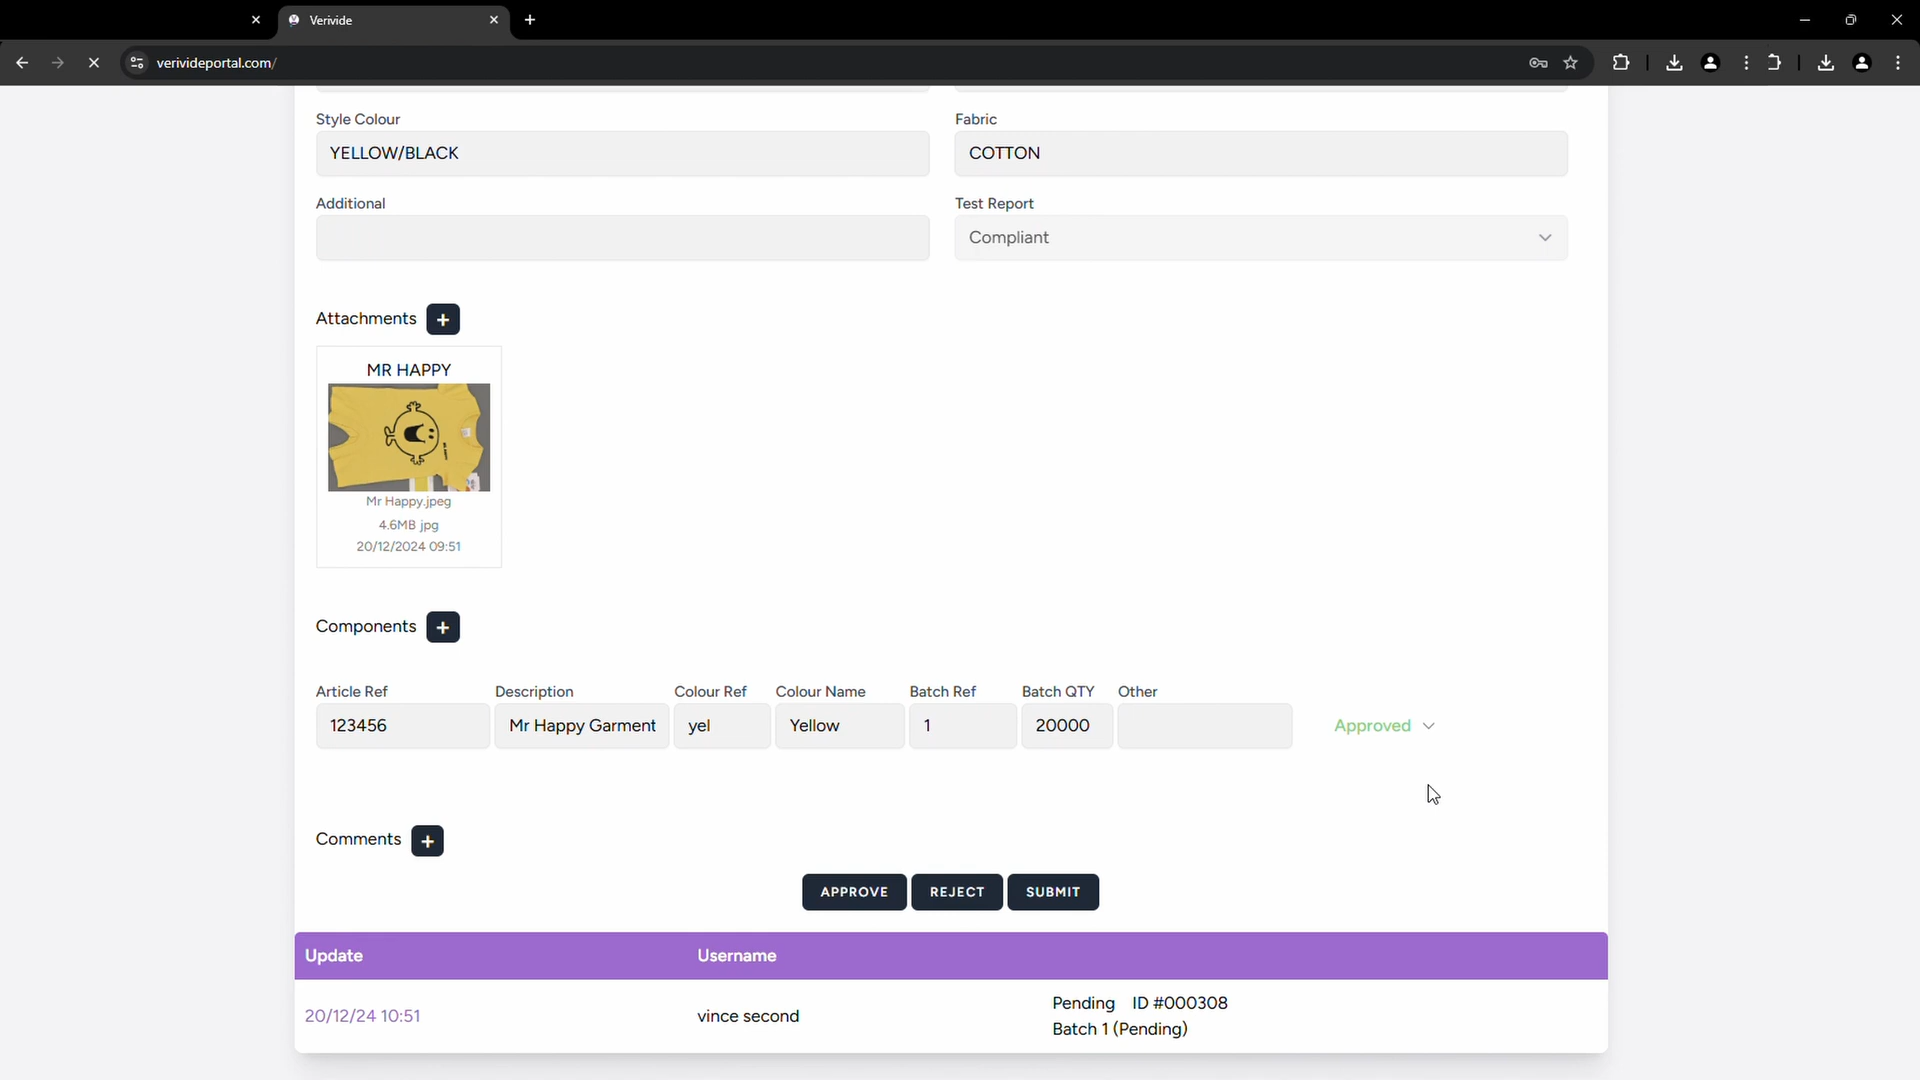 Verivide
verivideportal.com/
Style Colour
Fabric
YELLOW/BLACK
COTTON
Additional
Test Report
Compliant
Attachments +
MR HAPPY
Mr Happy.jpeg
4.6MB jpg
20/12/2024 09:51
Components +
Article Ref Description Colour Ref Colour Name Batch Ref Batch QTY Other
123456 Mr Happy Garment yel Yellow 1 20000 Approved
Comments +
APPROVE REJECT SUBMIT
Update Username
20/12/24 10:51 vince second Pending ID #000308
Batch 1 (Pending)